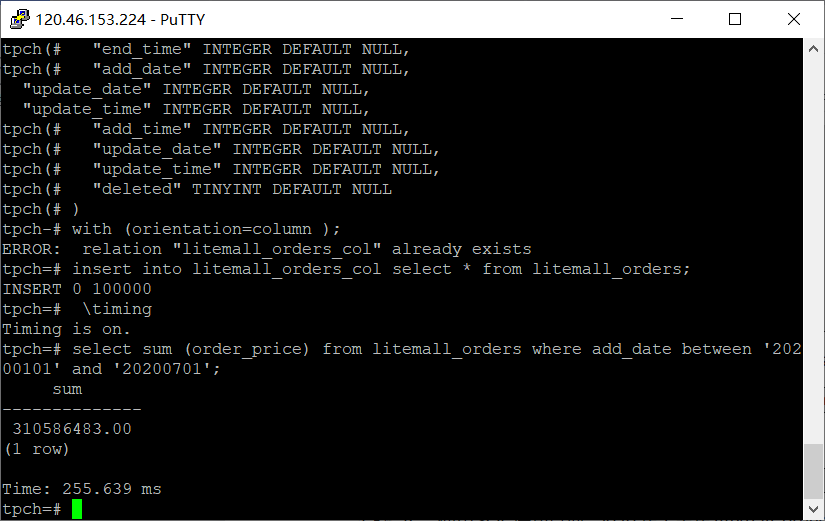 120.46.153.224 - PuTTY
tpch(#   "end_time" INTEGER DEFAULT NULL,
tpch(#   "add_date" INTEGER DEFAULT NULL,
  "update_date" INTEGER DEFAULT NULL,
  "update_time" INTEGER DEFAULT NULL,
tpch(#   "add_time" INTEGER DEFAULT NULL,
tpch(#   "update_date" INTEGER DEFAULT NULL,
tpch(#   "update_time" INTEGER DEFAULT NULL,
tpch(#   "deleted" TINYINT DEFAULT NULL
tpch(# )
tpch-# with (orientation=column );
ERROR:  relation "litemall_orders_col" already exists
tpch=# insert into litemall_orders_col select * from litemall_orders;
INSERT 0 100000
tpch=#  \timing
Timing is on.
tpch=# select sum (order_price) from litemall_orders where add_date between '202
00101' and '20200701';
     sum
--------------
 310586483.00
(1 row)

Time: 255.639 ms
tpch=#